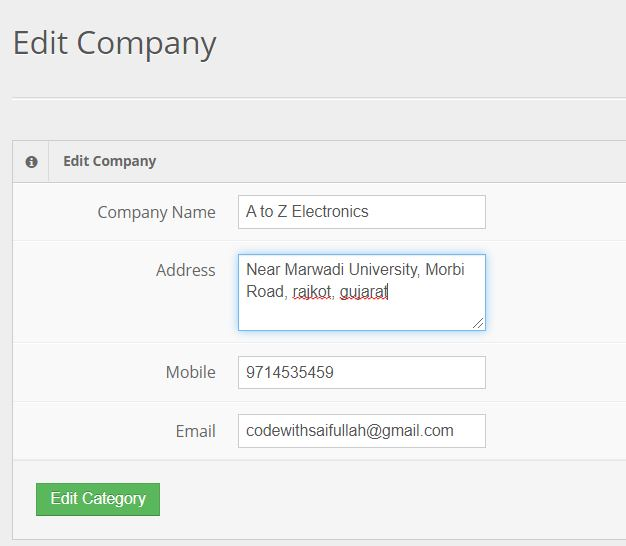 Edit Company
Edit Company
Company Name A to Z Electronics
Address Near Marwadi University, Morbi
Road, rajkot, gujarat
Mobile 9714535459
Email codewithsaifullah@gmail.com
Edit Category